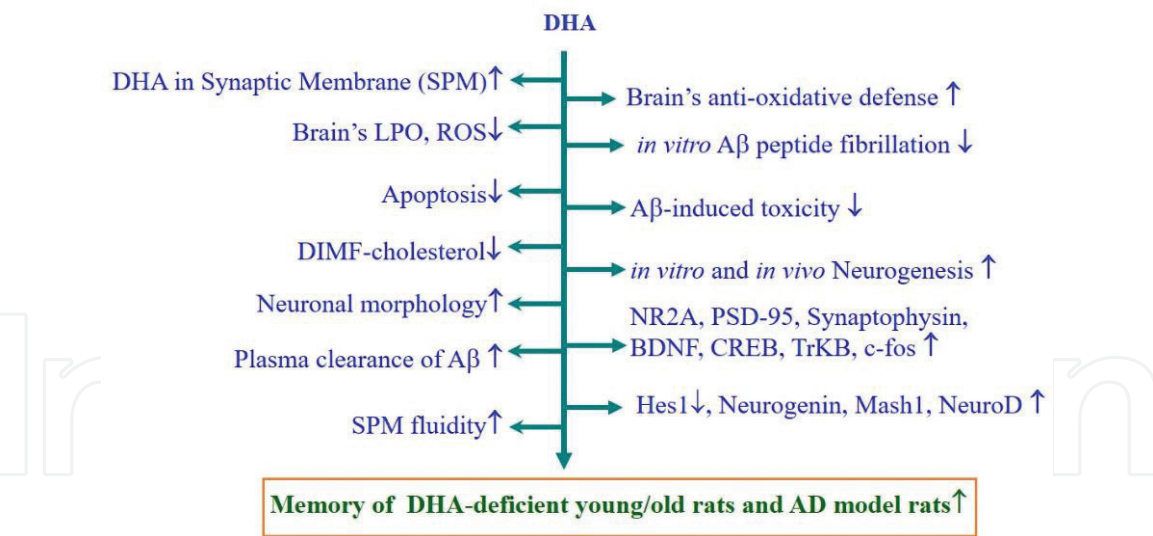 DHA
DHA in Synaptic Membrane (SPM)↑
Brain's anti-oxidative defense ↑
Brain's LPO, ROS↓
in vitro Aβ peptide fibrillation ↓
Apoptosis↓
Aβ-induced toxicity ↓
DIMF-cholesterol↓
in vitro and in vivo Neurogenesis ↑
Neuronal morphology↑
NR2A, PSD-95, Synaptophysin,
BDNF, CREB, TrKB, c-fos ↑
Plasma clearance of Aβ ↑
Hes1↓, Neurogenin, Mash1, NeuroD ↑
SPM fluidity↑
Memory of DHA-deficient young/old rats and AD model rats↑